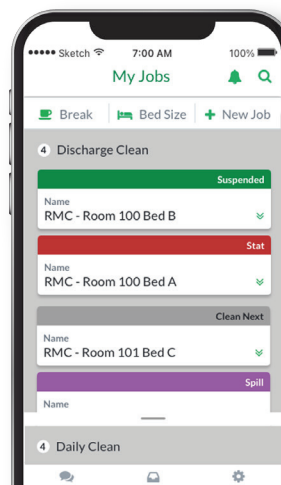 Sketch 7:00 AM 100%
My Jobs
Break Bed Size New Job
4 Discharge Clean
Suspended
Name
RMC - Room 100 Bed B
Stat
Name
RMC - Room 100 Bed A
Clean Next
Name
RMC - Room 101 Bed C
Spill
Name
4 Daily Clean